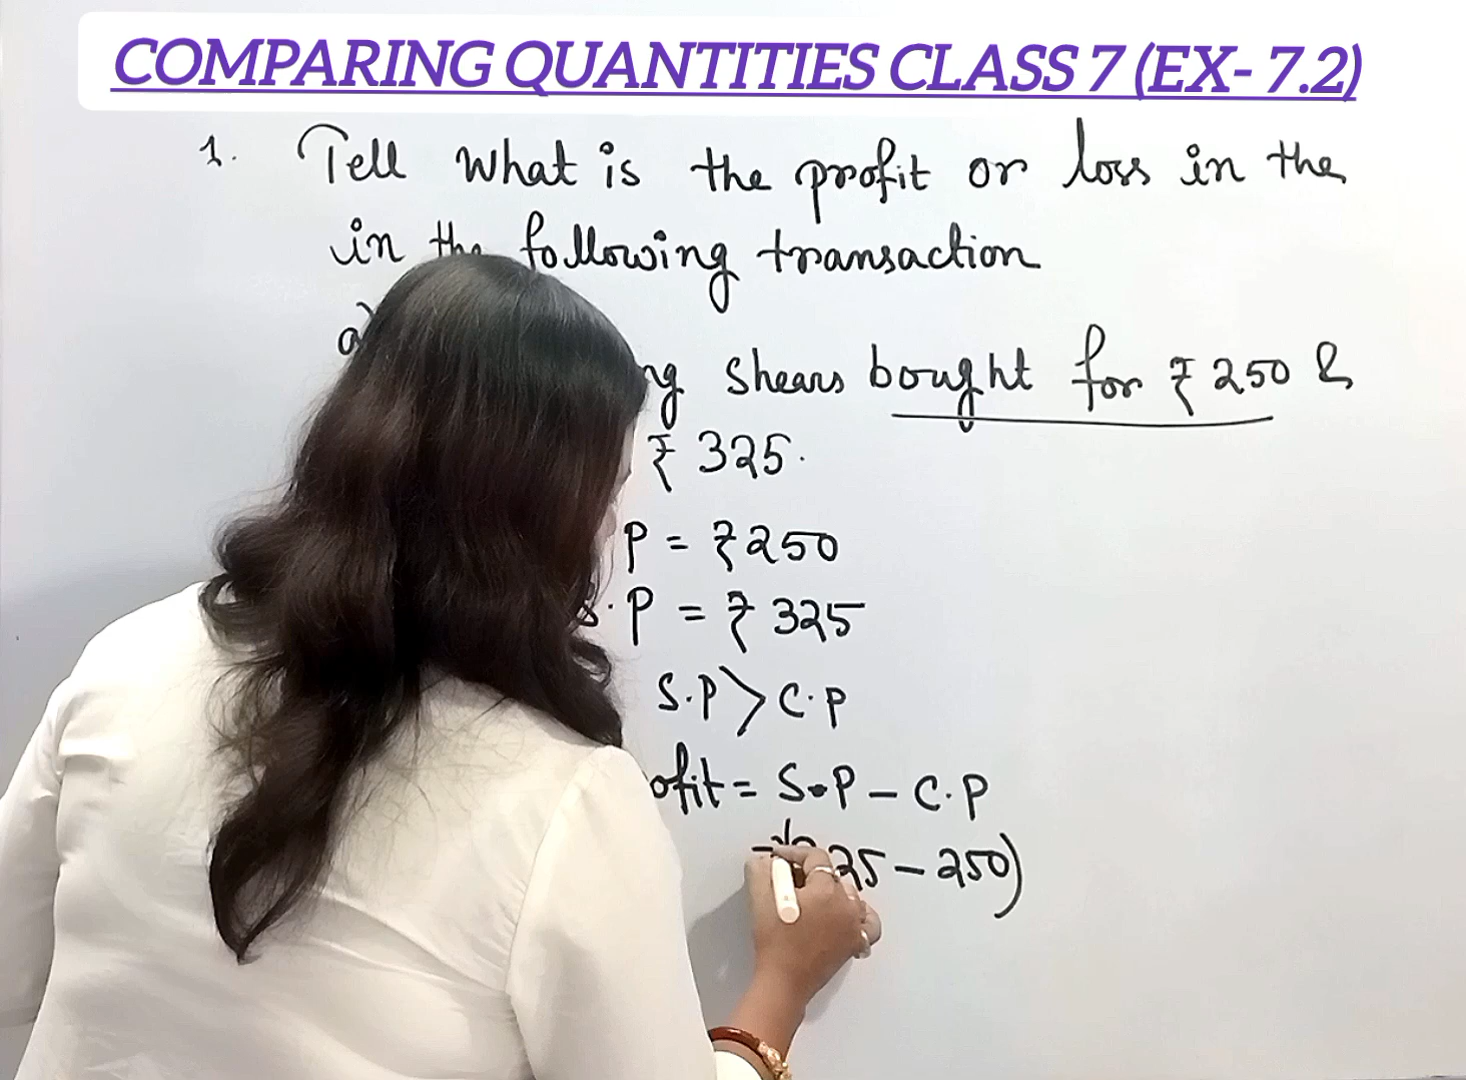 COMPARING QUANTITIES CLASS 7 (EX- 7.2)
1. Tell what is the profit or loss in the
in the following transaction
a)
shears bought for ₹ 250 &
₹ 325.
P = ₹ 250
S.P = ₹ 325
S.P > C.P
ofit = S.P - C.P
25 - 250)